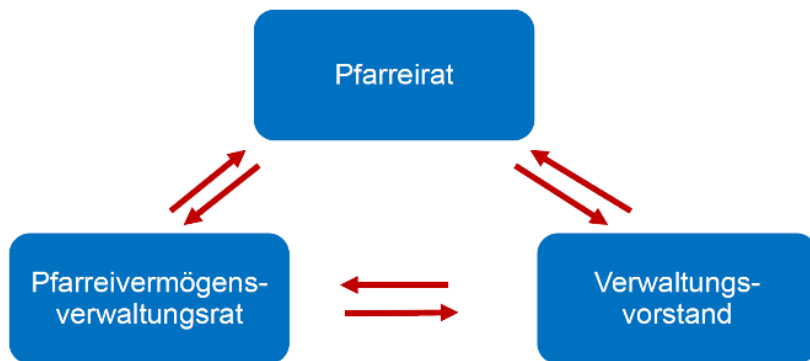 Pfarreirat
Pfarreivermögens-
verwaltungsrat
Verwaltungs-
vorstand